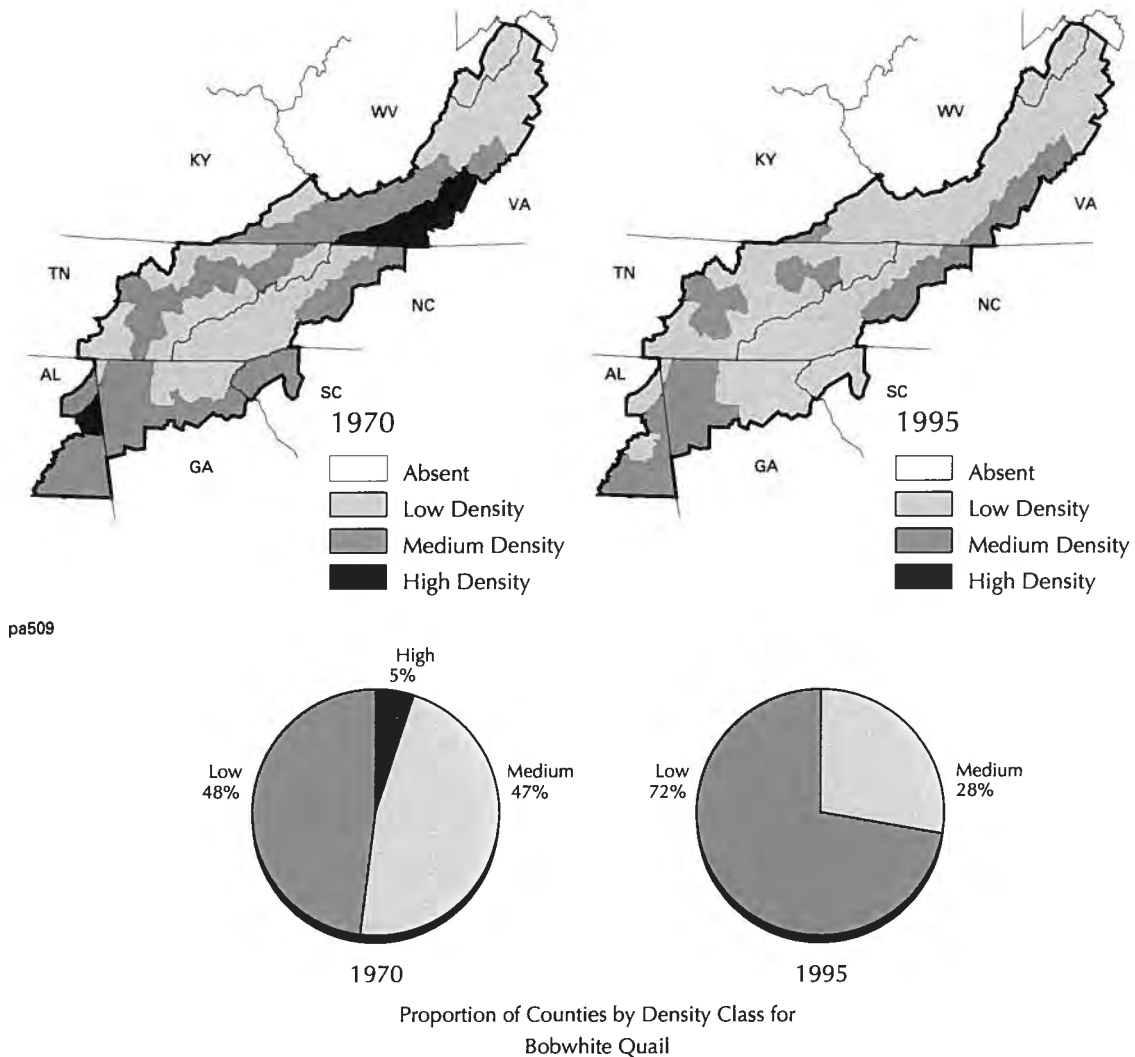 WV
KY
VA
TN
NC
AL
SC
GA
1970
Absent
Low Density
Medium Density
High Density
WV
KY
VA
TN
NC
AL
SC
GA
1995
Absent
Low Density
Medium Density
High Density
pa509
High
5%
Low
48%
Medium
47%
1970
Low
72%
Medium
28%
1995
Proportion of Counties by Density Class for
Bobwhite Quail